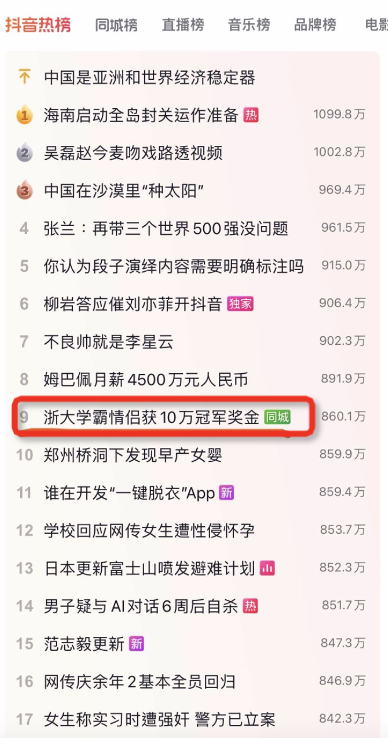 抖音热榜 同城榜 直播榜 音乐榜 品牌榜 电影
中国是亚洲和世界经济稳定器
1 海南启动全岛封关运作准备 热 1099.8万
2 吴磊赵今麦吻戏路透视频 1002.8万
3 中国在沙漠里“种太阳” 969.4万
4 张兰：再带三个世界500强没问题 961.5万
5 你认为段子演绎内容需要明确标注吗 915.0万
6 柳岩答应催刘亦菲开抖音 独家 906.4万
7 不良帅就是李星云 902.3万
8 姆巴佩月薪4500万元人民币 891.9万
9 浙大学霸情侣获10万冠军奖金 同城 860.1万
10 郑州桥洞下发现早产女婴 859.9万
11 谁在开发“一键脱衣”App 新 859.4万
12 学校回应网传女生遭性侵怀孕 853.7万
13 日本更新富士山喷发避难计划 852.3万
14 男子疑与AI对话6周后自杀 热 851.7万
15 范志毅更新 新 847.3万
16 网传庆余年2基本全员回归 846.9万
17 女生称实习时遭强奸 警方已立案 842.3万